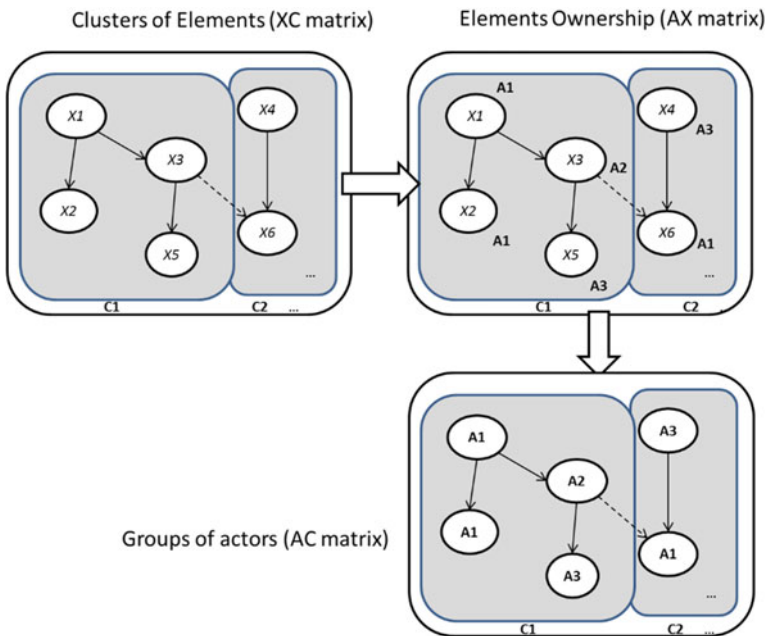 Clusters of Elements (XC matrix)
Elements Ownership (AX matrix)
X1
X3
X2
X5
X4
X6
...
C1
C2 ...
X1
A1
X3
A2
X2
A1
X5
A3
X4
A3
X6
A1
...
C1
C2
Groups of actors (AC matrix)
A1
A2
A1
A3
A3
A1
...
C1
C2 ...